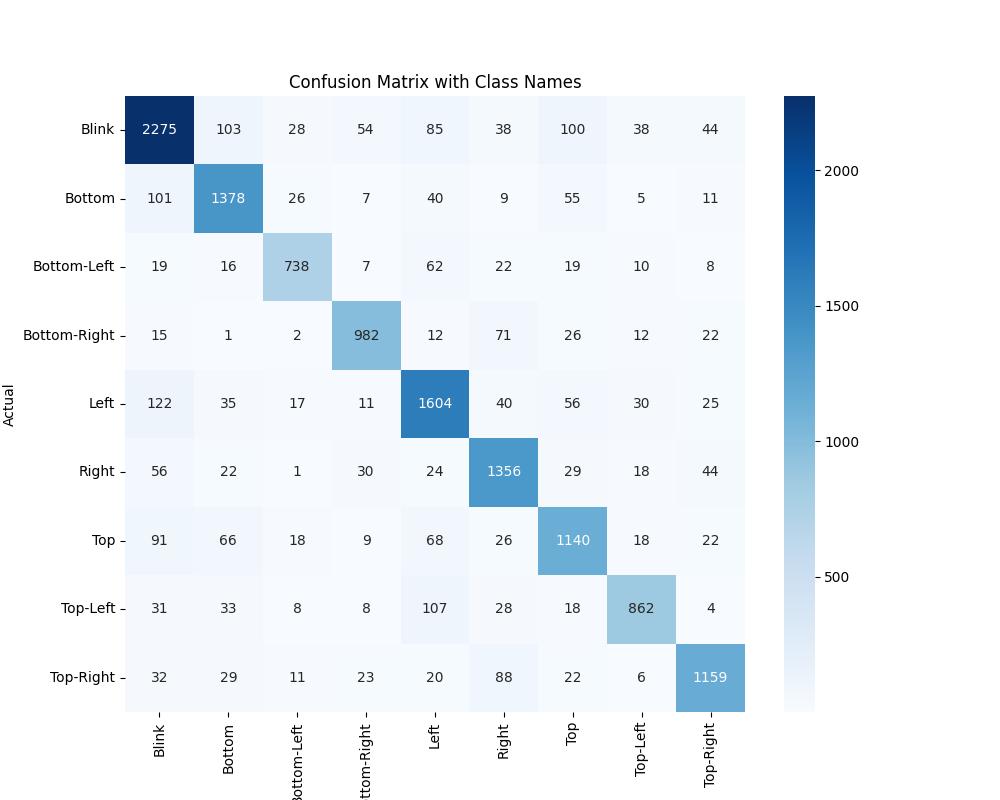 Confusion Matrix with Class Names
Blink 2275 103 28 54 85 38 100 38 44
Bottom 101 1378 26 7 40 9 55 5 11
Bottom-Left 19 16 738 7 62 22 19 10 8
Bottom-Right 15 1 2 982 12 71 26 12 22
Left 122 35 17 11 1604 40 56 30 25
Right 56 22 1 30 24 1356 29 18 44
Top 91 66 18 9 68 26 1140 18 22
Top-Left 31 33 8 8 107 28 18 862 4
Top-Right 32 29 11 23 20 88 22 6 1159
Actual
Blink
Bottom
ottom-Left
ttom-Right
Left
Right
Top
Top-Left
Top-Right
2000
1500
1000
500